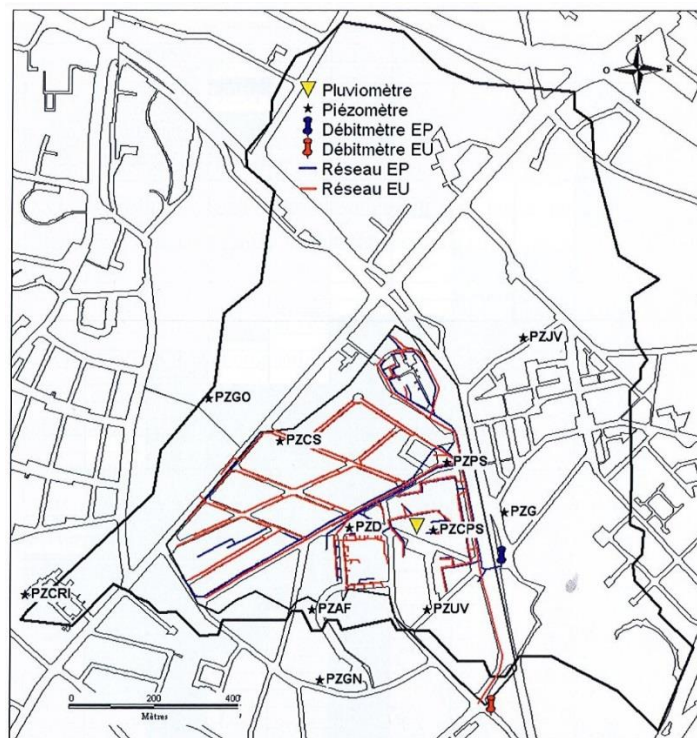 N
O E
S
Pluviomètre
Piézomètre
Débitmètre EP
Débitmètre EU
Réseau EP
Réseau EU
PZJV
PZGO
PZCS
PZPS
PZG
PZD
PZCPS
PZCRI
PZAF
PZUV
PZGN
0 200 400
Mètres